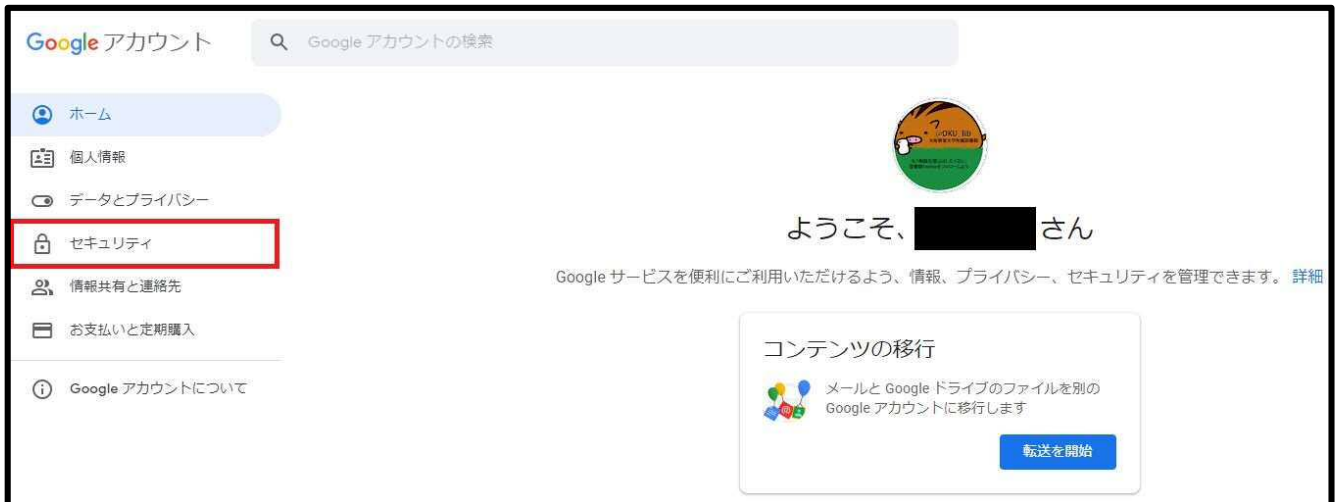 Google アカウント
Google アカウントの検索
ホーム
個人情報
データとプライバシー
セキュリティ
情報共有と連絡先
お支払いと定期購入
Google アカウントについて
ようこそ、 さん
Google サービスを便利にご利用いただけるよう、情報、プライバシー、セキュリティを管理できます。 詳細
コンテンツの移行
メールと Google ドライブのファイルを別の
Google アカウントに移行します
転送を開始